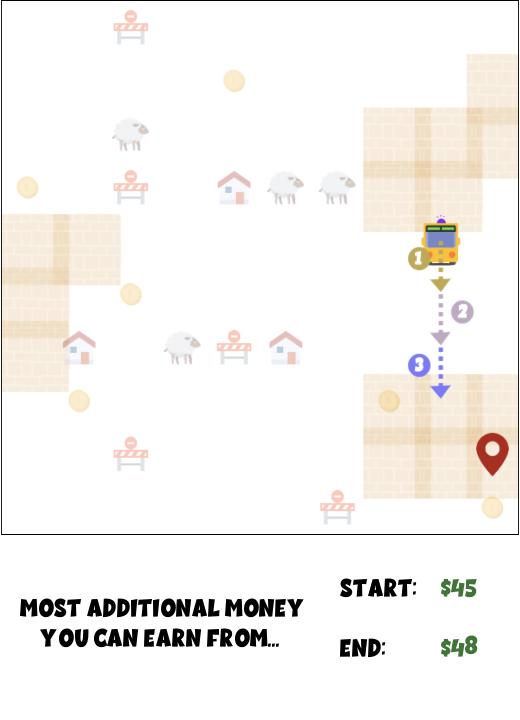 1
2
3
START: $45
MOST ADDITIONAL MONEY
YOU CAN EARN FROM...
END: $48